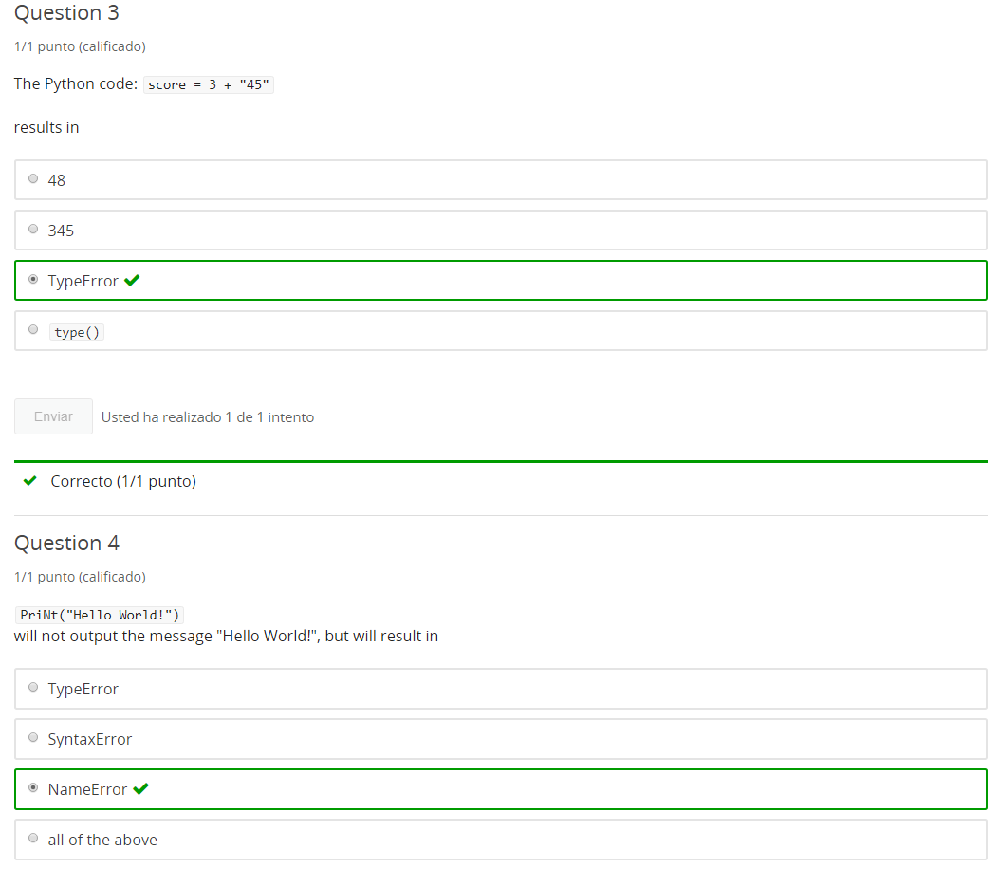 Question 3
1/1 punto (calificado)
The Python code: score = 3 + "45"
results in
48
345
TypeError
type()
Enviar Usted ha realizado 1 de 1 intento
Correcto (1/1 punto)
Question 4
1/1 punto (calificado)
PriNt("Hello World!")
will not output the message "Hello World!", but will result in
TypeError
SyntaxError
NameError
all of the above